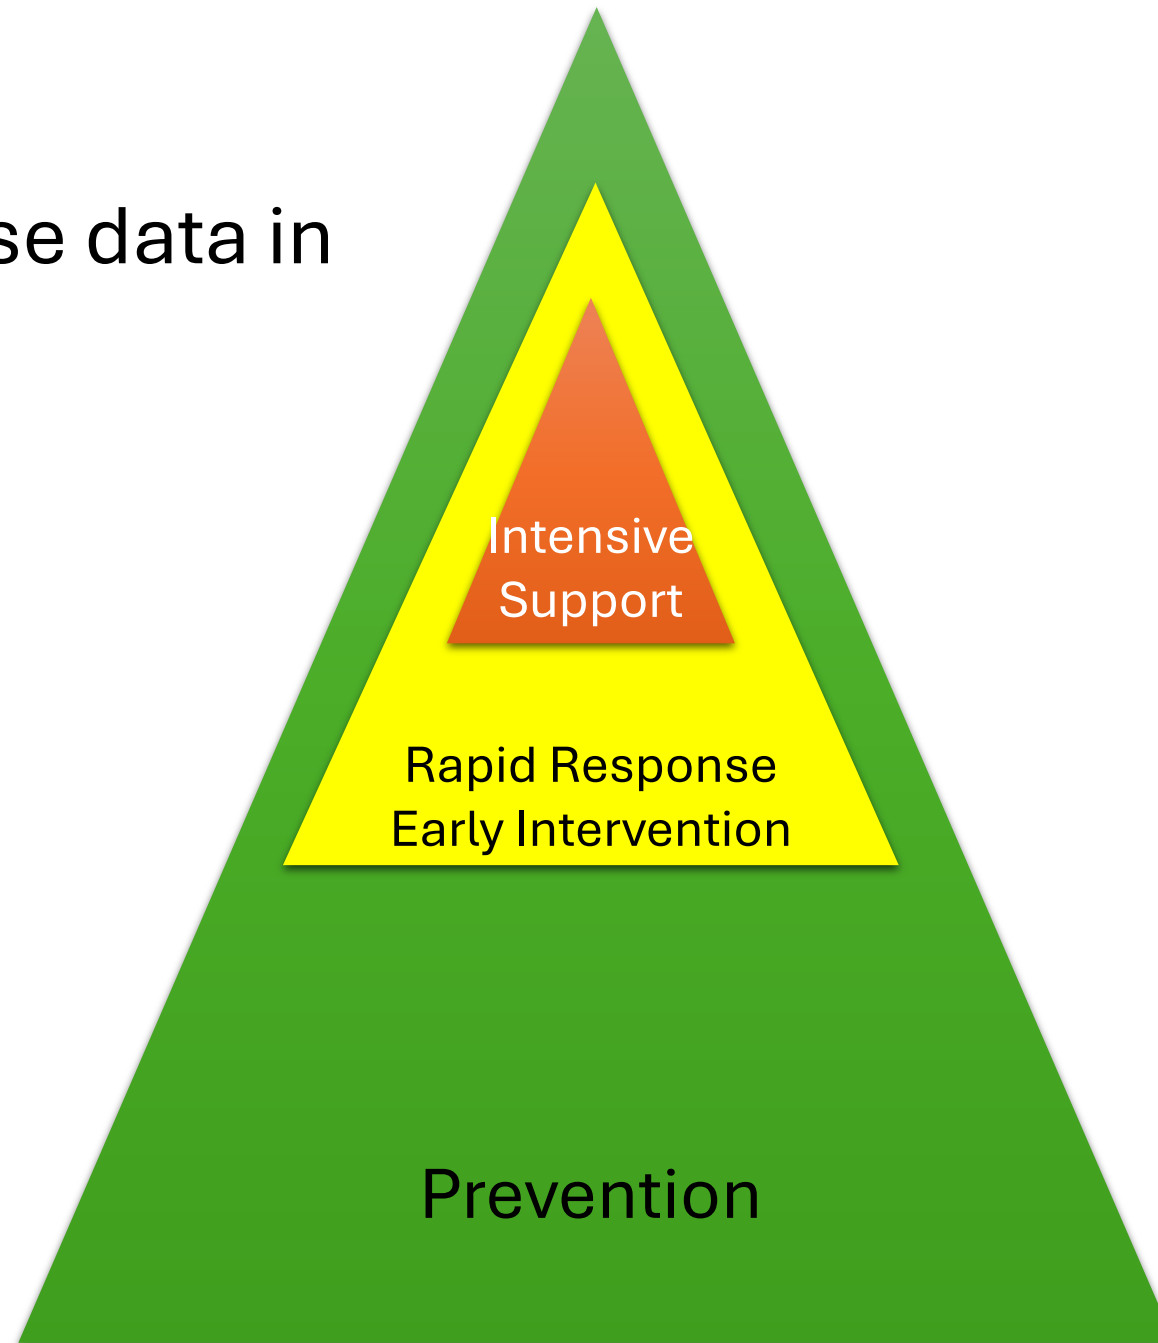 se data in
Intensive
Support
Rapid Response
Early Intervention
Prevention